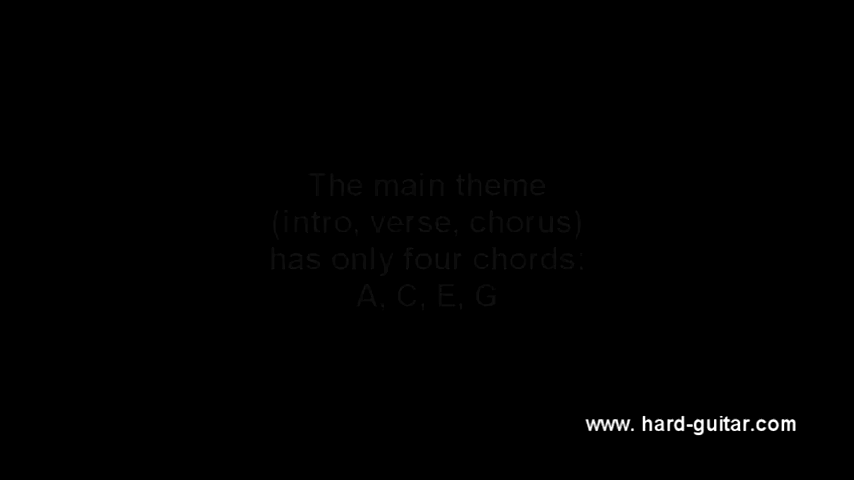 The main theme
(intro, verse, chorus)
has only four chords:
A, C, E, G
www. hard-guitar.com